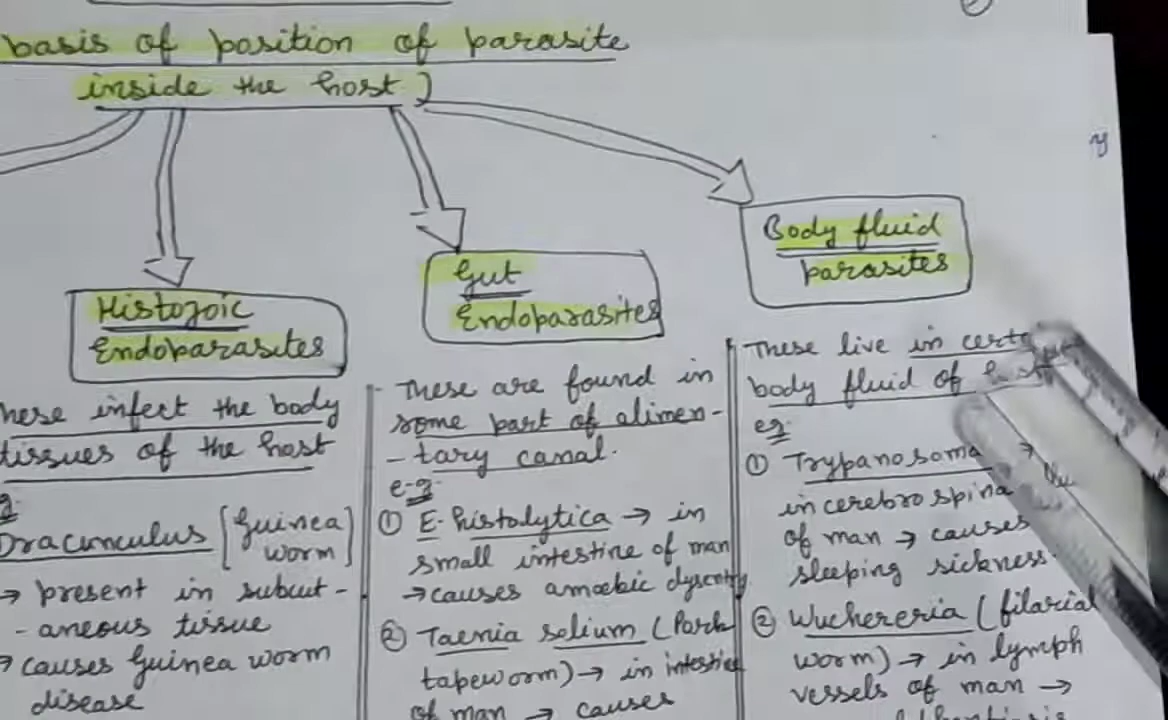 basis of position of parasite
inside the host)
Histozoic
Endoparasites
hese infect the body
tissues of the host
g.
Dracunculus [Guinea
worm]
→ present in subcut-
-aneous tissue
→ causes Guinea worm
disease
Gut
Endoparasites
- These are found in
some part of alimen-
-tary canal.
e.g.
① E. histolytica → in
small intestine of man
→ causes amoebic dysentry
② Taenia solium (Pork
tapeworm) → in intestine
of man → causes
Body fluid
parasites
These live in certa
body fluid of host
eg
① Trypanosoma →
in cerebrospina
of man → causes
sleeping sickness.
② Wuchereria (filarial
worm) → in lymph
vessels of man →